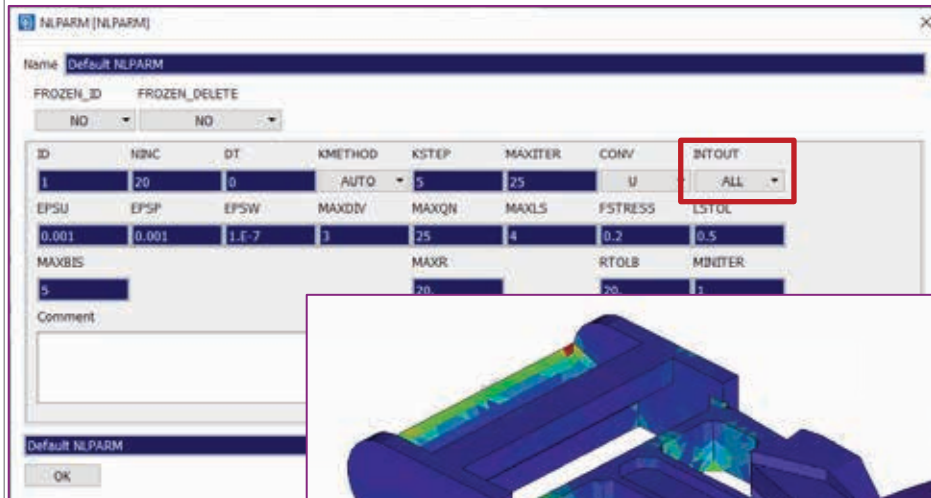 NLPARM [NLPARM]
Name Default NLPARM
FROZEN_ID FROZEN_DELETE
NO NO
ID NINC DT KMETHOD KSTEP MAXITER CONV INTOUT
1 20 0 AUTO 5 25 U ALL
EPSU EPSP EPSW MAXDIV MAXQN MAXLS FSTRESS LSTOL
0.001 0.001 1.E-7 3 25 4 0.2 0.5
MAXBIS MAXR RTOLB MINITER
5 20. 20. 1
Comment
Default NLPARM
OK